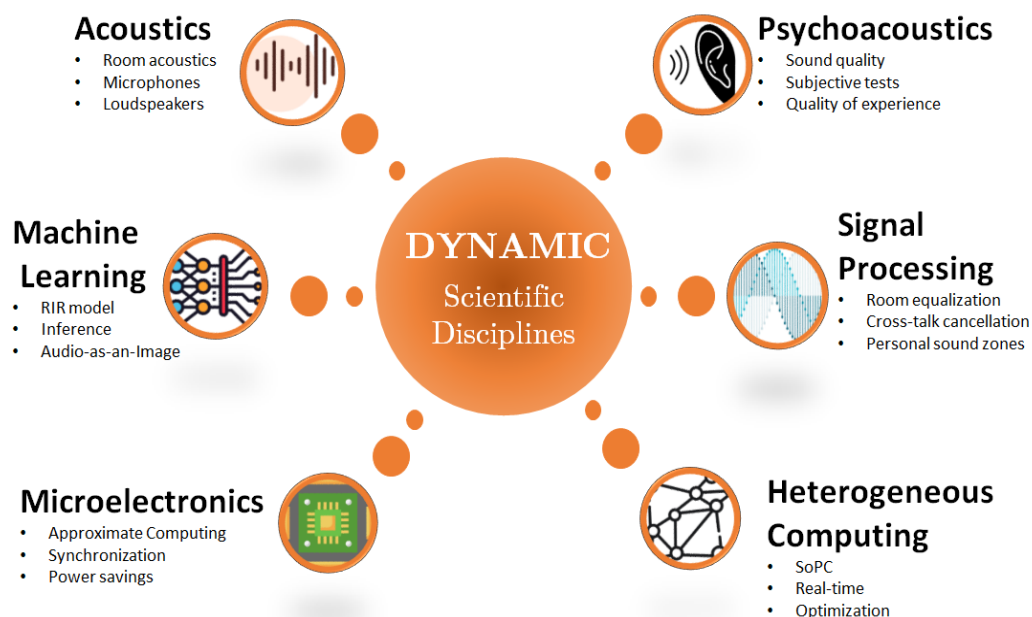 Acoustics
• Room acoustics
• Microphones
• Loudspeakers
Psychoacoustics
• Sound quality
• Subjective tests
• Quality of experience
Machine
Learning
• RIR model
• Inference
• Audio-as-an-Image
DYNAMIC
Scientific
Disciplines
Signal
Processing
• Room equalization
• Cross-talk cancellation
• Personal sound zones
Microelectronics
• Approximate Computing
• Synchronization
• Power savings
Heterogeneous
Computing
• SoPC
• Real-time
• Optimization